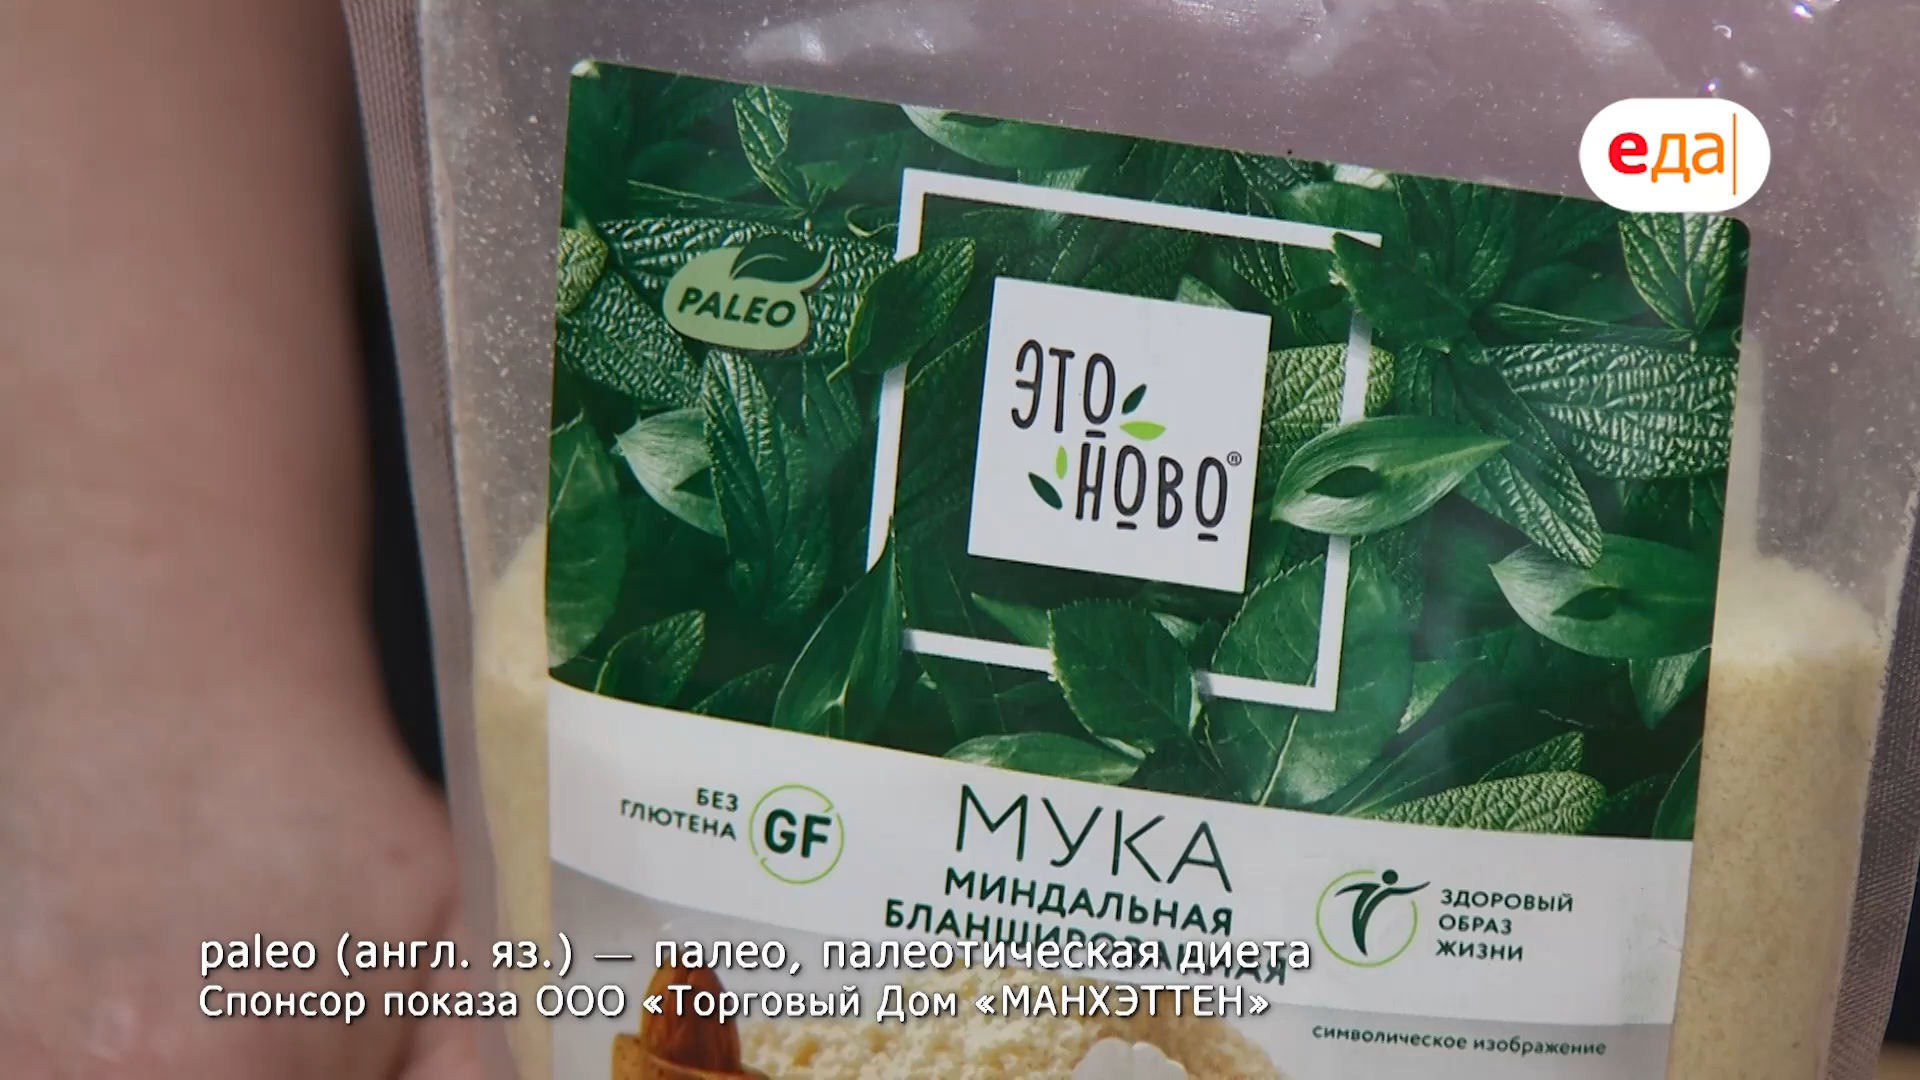 еда
PALEO
ЭТО
НОВО®
БЕЗ
ГЛЮТЕНА
GF
МУКА
МИНДАЛЬНАЯ
БЛАНШИРОВАННАЯ
ЗДОРОВЫЙ
ОБРАЗ
ЖИЗНИ
paleo (англ. яз.) — палео, палеотическая диета
Спонсор показа ООО «Торговый Дом «МАНХЭТТЕН»
символическое изображение